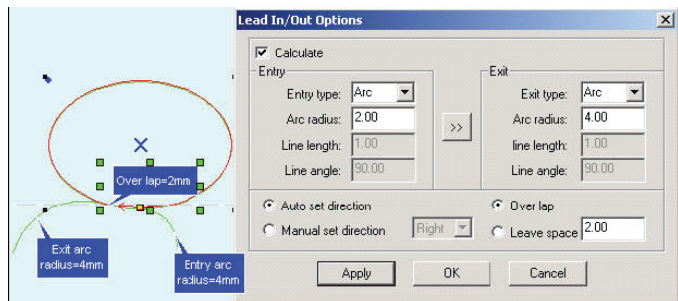 Lead In/Out Options
Calculate
Entry
Exit
Entry type: Arc
Exit type: Arc
Arc radius: 2.00
>>
Arc radius: 4.00
Line length: 1.00
line length: 1.00
Line angle: 90.00
Line angle: 90.00
Auto set direction
Over lap
Manual set direction Right
Leave space 2.00
Apply OK Cancel
Over lap=2mm
Exit arc
radius=4mm
Entry arc
radius=4mm